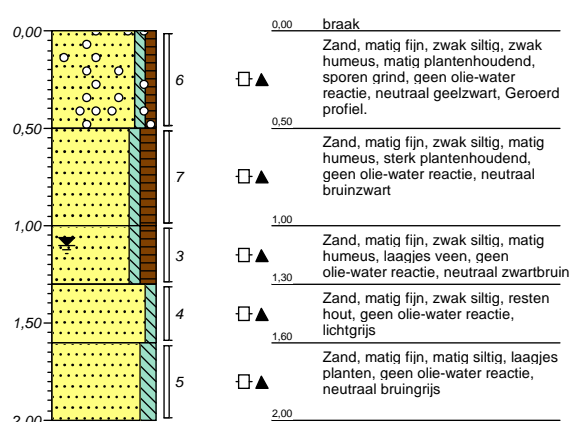 0,00
0,00 braak
Zand, matig fijn, zwak siltig, zwak
humeus, matig plantenhoudend,
sporen grind, geen olie-water
reactie, neutraal geelzwart, Geroerd
profiel.
6
0,50
0,50
Zand, matig fijn, zwak siltig, matig
humeus, sterk plantenhoudend,
geen olie-water reactie, neutraal
bruinzwart
7
1,00
1,00
Zand, matig fijn, zwak siltig, matig
humeus, laagjes veen, geen
olie-water reactie, neutraal zwartbruin
3
1,30
Zand, matig fijn, zwak siltig, resten
hout, geen olie-water reactie,
lichtgrijs
4
1,50
1,60
Zand, matig fijn, matig siltig, laagjes
planten, geen olie-water reactie,
neutraal bruingrijs
5
2,00
2,00